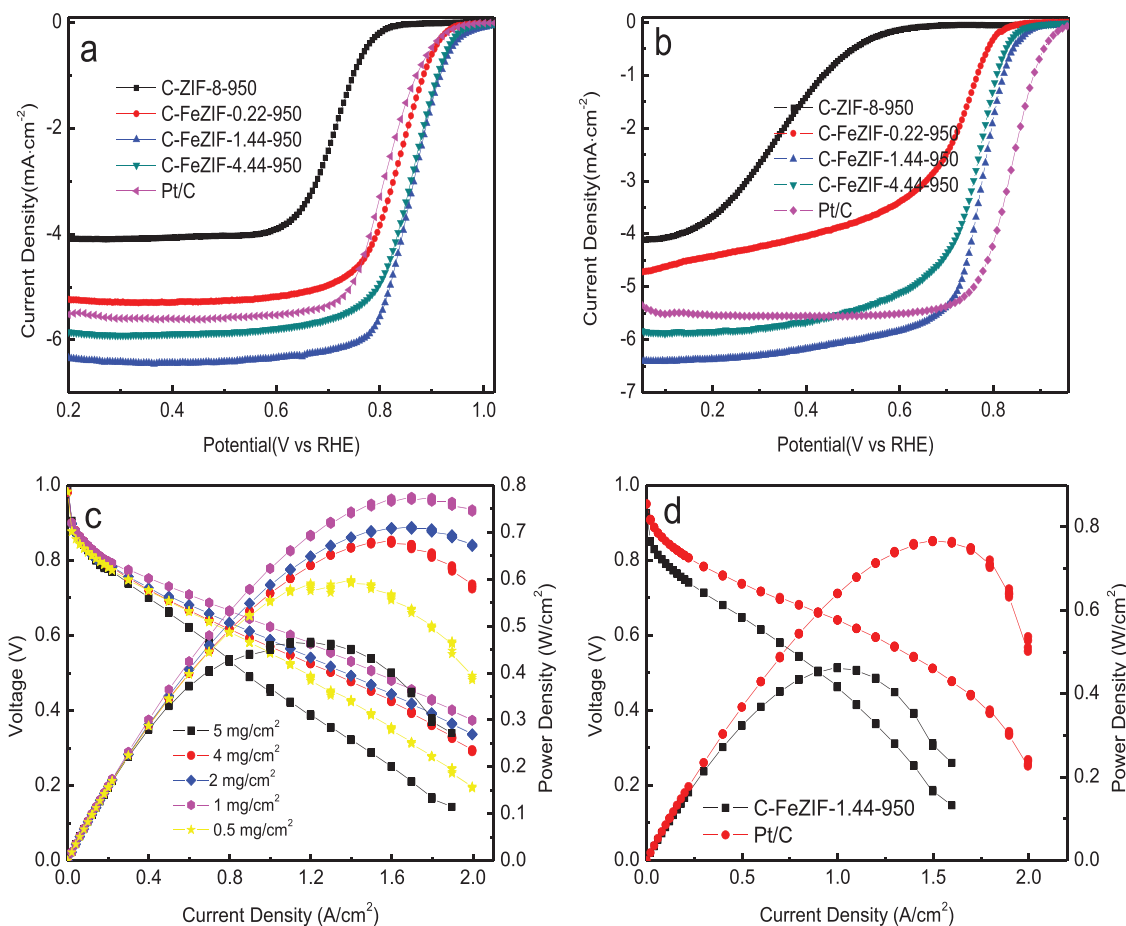 a
C-ZIF-8-950
C-FeZIF-0.22-950
C-FeZIF-1.44-950
C-FeZIF-4.44-950
Pt/C
0
-2
-4
-6
Current Density(mA·cm⁻²)
0.2 0.4 0.6 0.8 1.0
Potential(V vs RHE)
b
C-ZIF-8-950
C-FeZIF-0.22-950
C-FeZIF-1.44-950
C-FeZIF-4.44-950
Pt/C
0
-1
-2
-3
-4
-5
-6
-7
Current Density(mA·cm⁻²)
0.2 0.4 0.6 0.8
Potential(V vs RHE)
c
5 mg/cm²
4 mg/cm²
2 mg/cm²
1 mg/cm²
0.5 mg/cm²
1.0
0.8
0.6
0.4
0.2
0.0
Voltage (V)
0.8
0.7
0.6
0.5
0.4
0.3
0.2
0.1
0.0
Power Density (W/cm²)
0.0 0.4 0.8 1.2 1.6 2.0
Current Density (A/cm²)
d
C-FeZIF-1.44-950
Pt/C
1.0
0.8
0.6
0.4
0.2
0.0
Voltage (V)
0.8
0.6
0.4
0.2
0.0
Power Density (W/cm²)
0.0 0.5 1.0 1.5 2.0
Current Density (A/cm²)